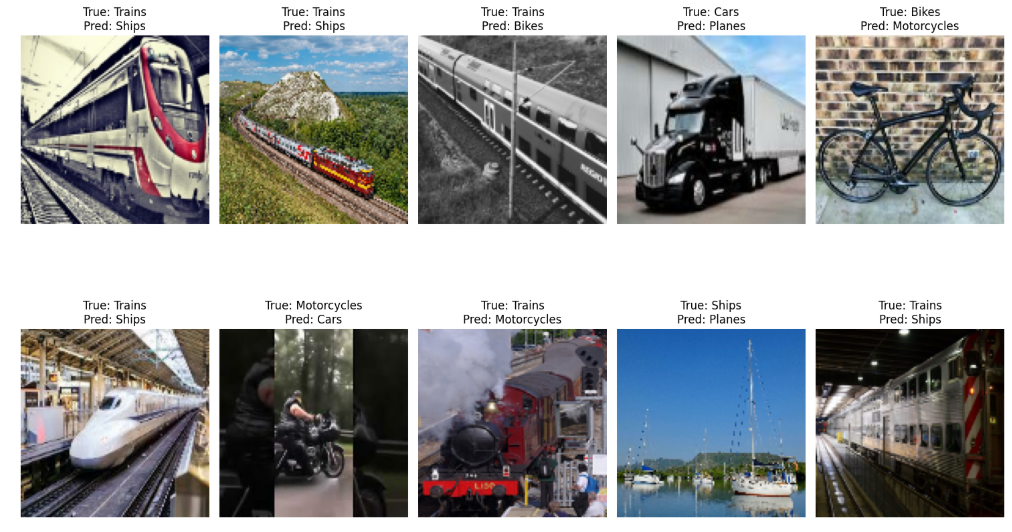 True: Trains
Pred: Ships
True: Trains
Pred: Ships
True: Trains
Pred: Bikes
True: Cars
Pred: Planes
True: Bikes
Pred: Motorcycles
True: Trains
Pred: Ships
True: Motorcycles
Pred: Cars
True: Trains
Pred: Motorcycles
True: Ships
Pred: Planes
True: Trains
Pred: Ships